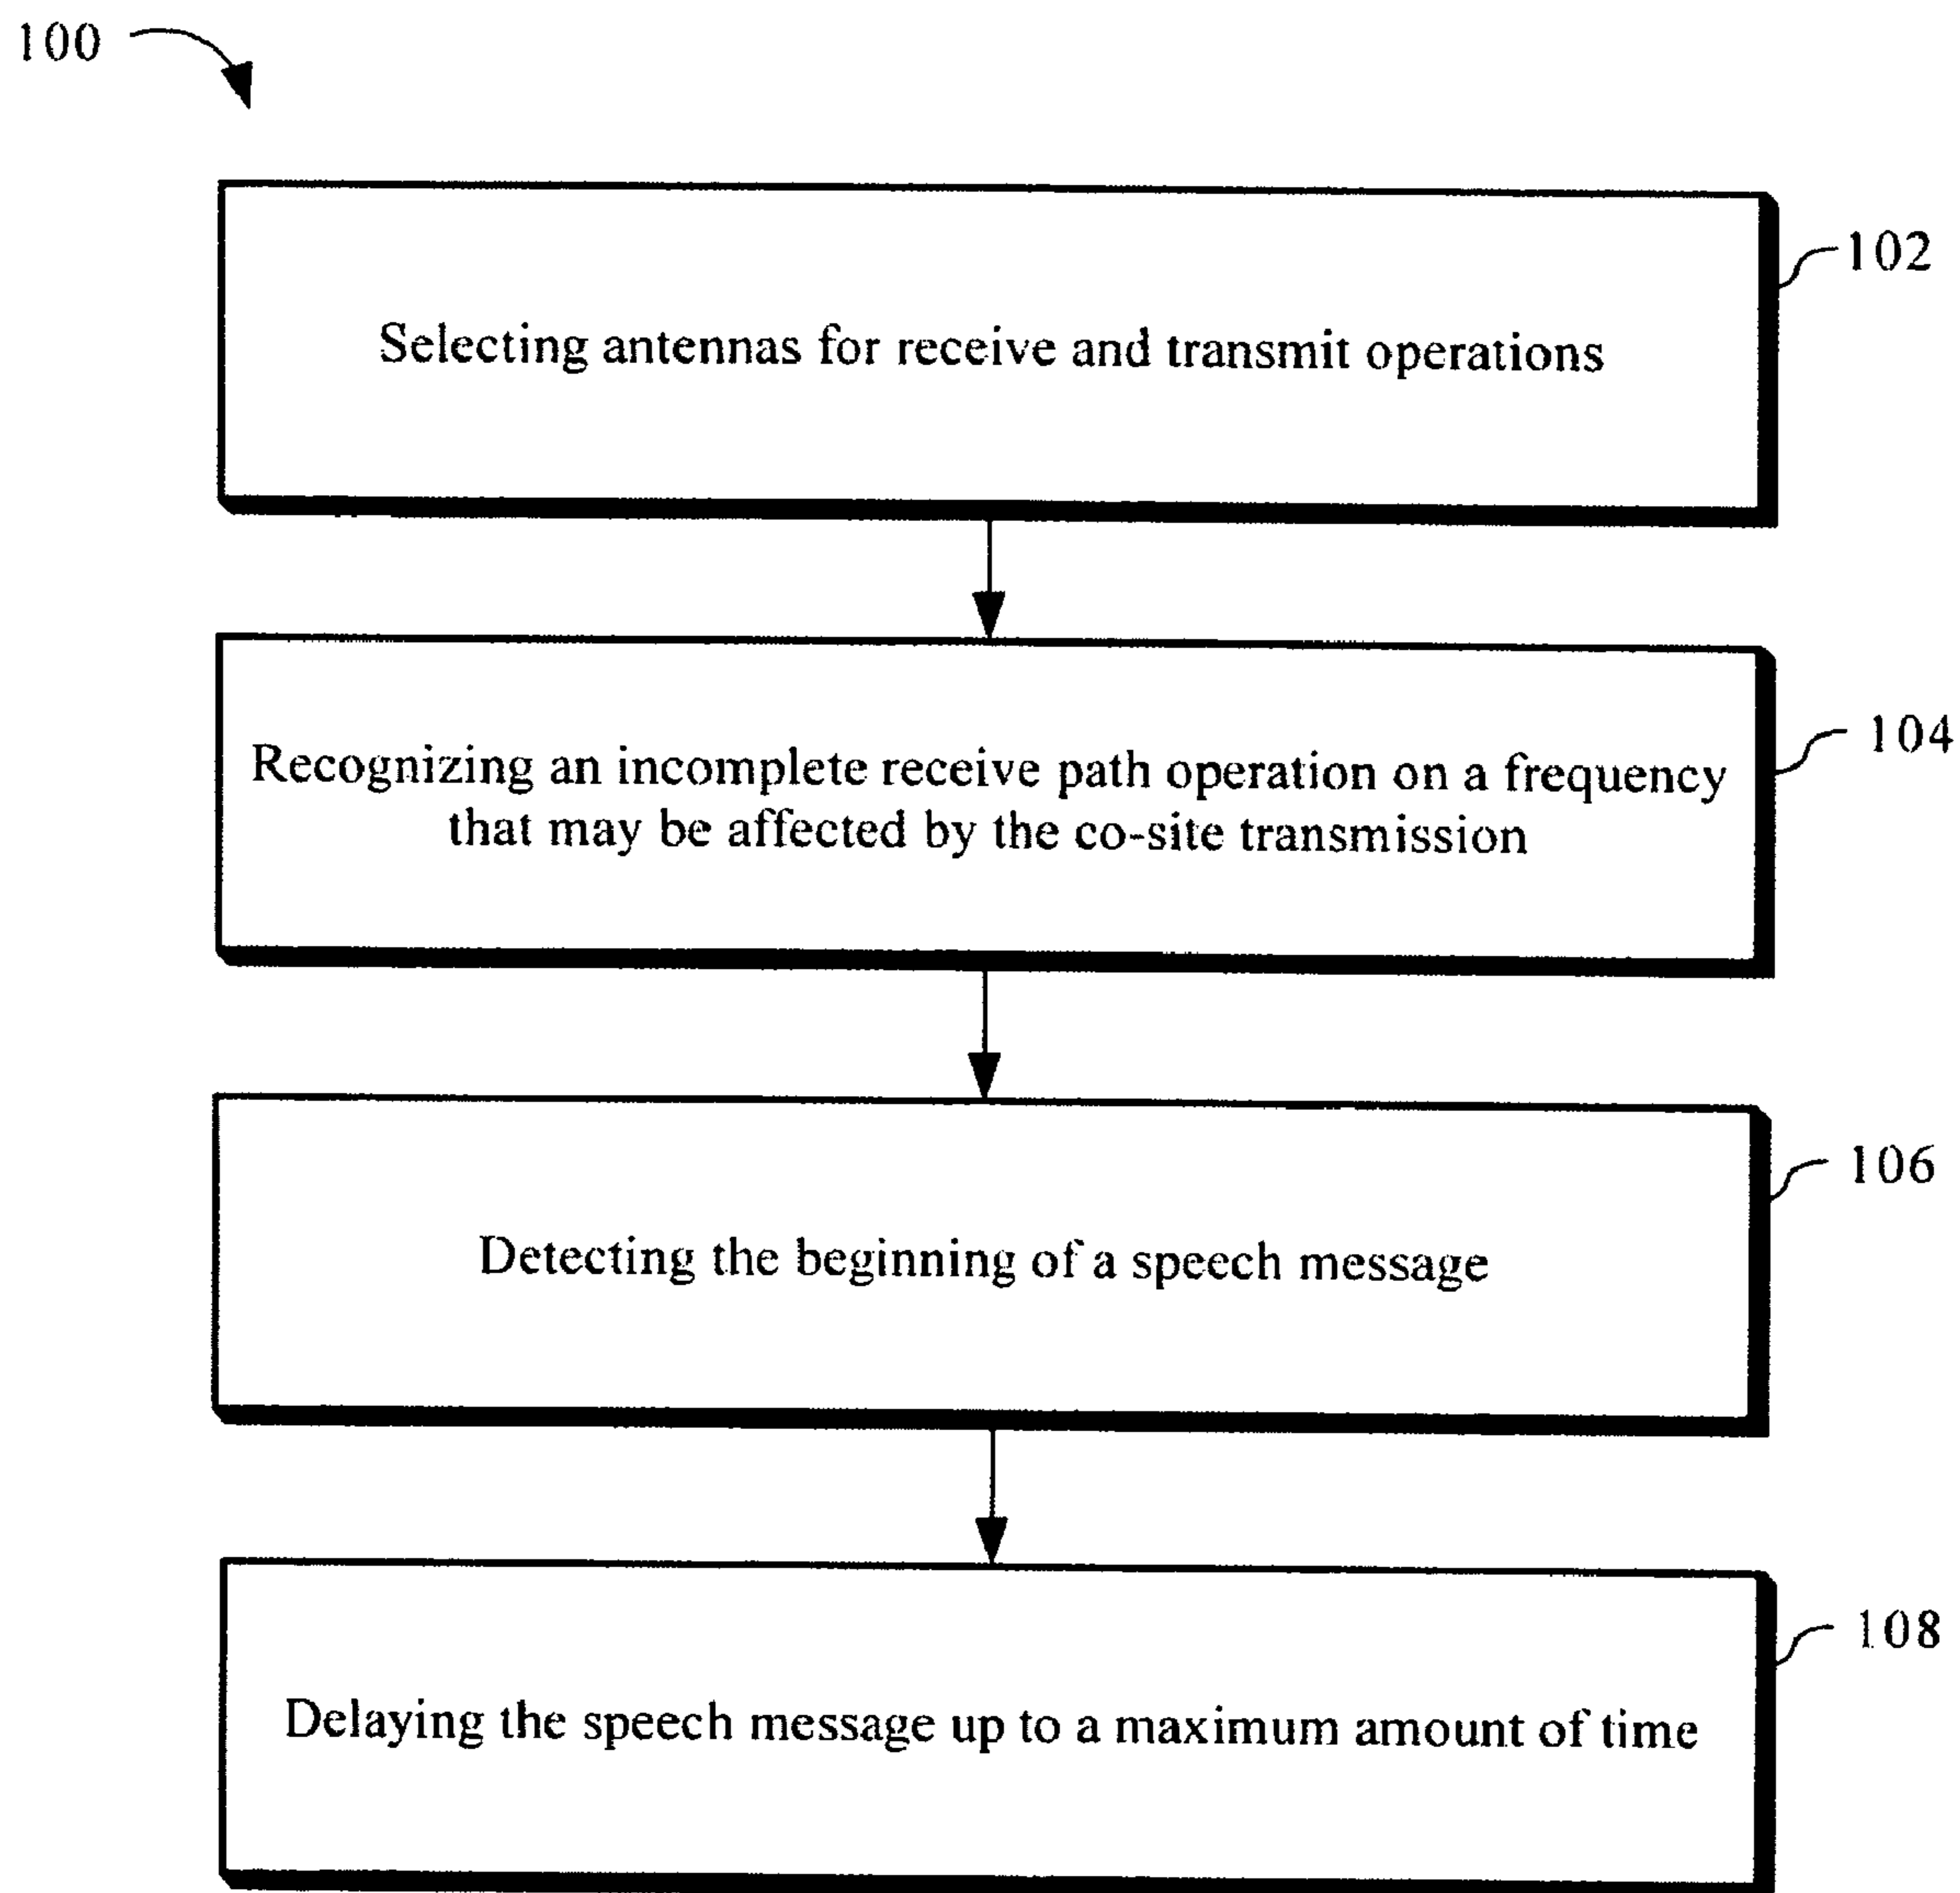 100
102
Selecting antennas for receive and transmit operations
104
Recognizing an incomplete receive path operation on a frequency
that may be affected by the co-site transmission
106
Detecting the beginning of a speech message
108
Delaying the speech message up to a maximum amount of time